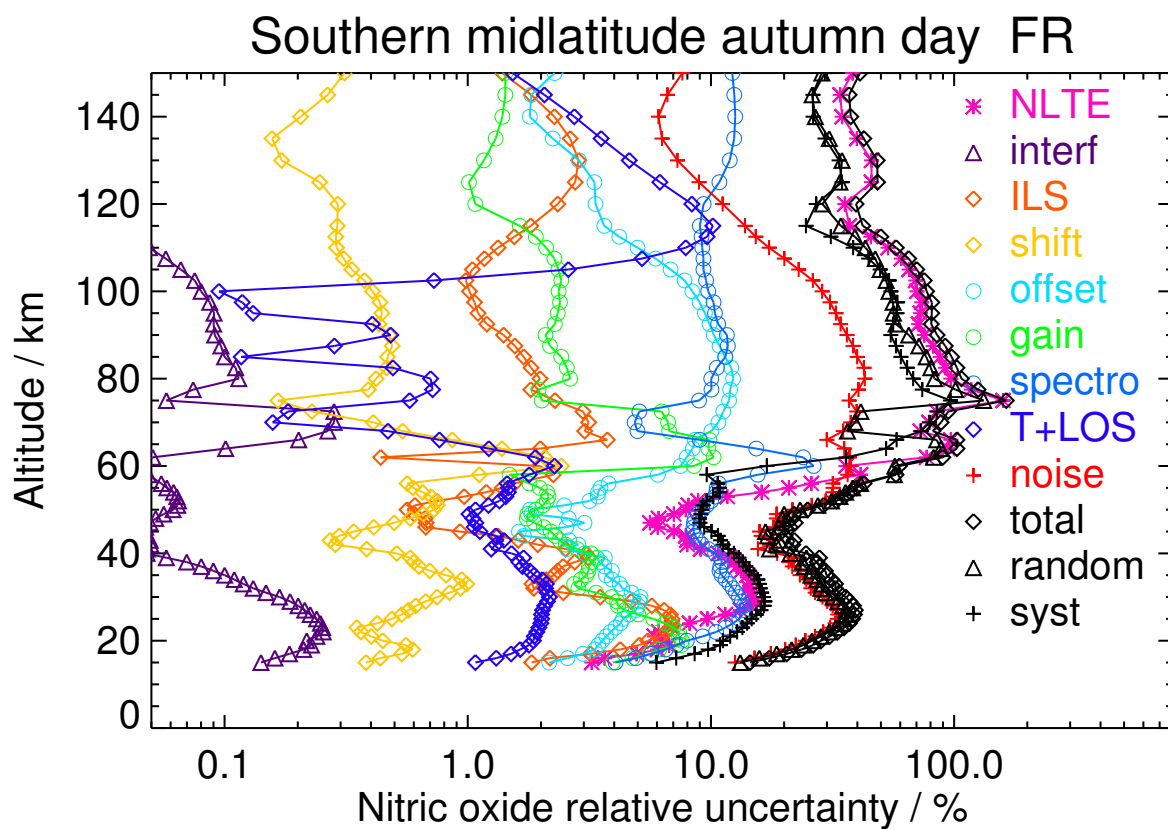 Southern midlatitude autumn day FR
Altitude / km
140
120
100
80
60
40
20
0
NLTE
interf
ILS
shift
offset
gain
spectro
T+LOS
noise
total
random
syst
0.1 1.0 10.0 100.0
Nitric oxide relative uncertainty / %